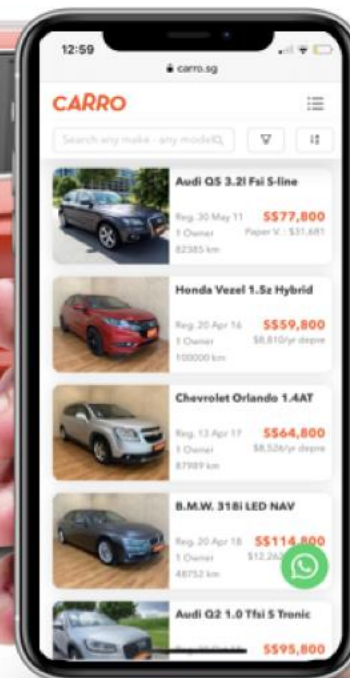 12:59
carro.sg
CARRO
Search any make - any model
Audi Q5 3.2l Fsi S-line
Reg. 30 May 11 S$77,800
1 Owner Paper V. : $31,681
82385 km
Honda Vezel 1.5z Hybrid
Reg. 20 Apr 16 S$59,800
1 Owner $8,810/yr depre
100000 km
Chevrolet Orlando 1.4AT
Reg. 13 Apr 17 S$64,800
1 Owner $8,526/yr depre
87989 km
B.M.W. 318i LED NAV
Reg. 20 Apr 18 S$114,800
1 Owner
48752 km
Audi Q2 1.0 Tfsi S Tronic
S$95,800